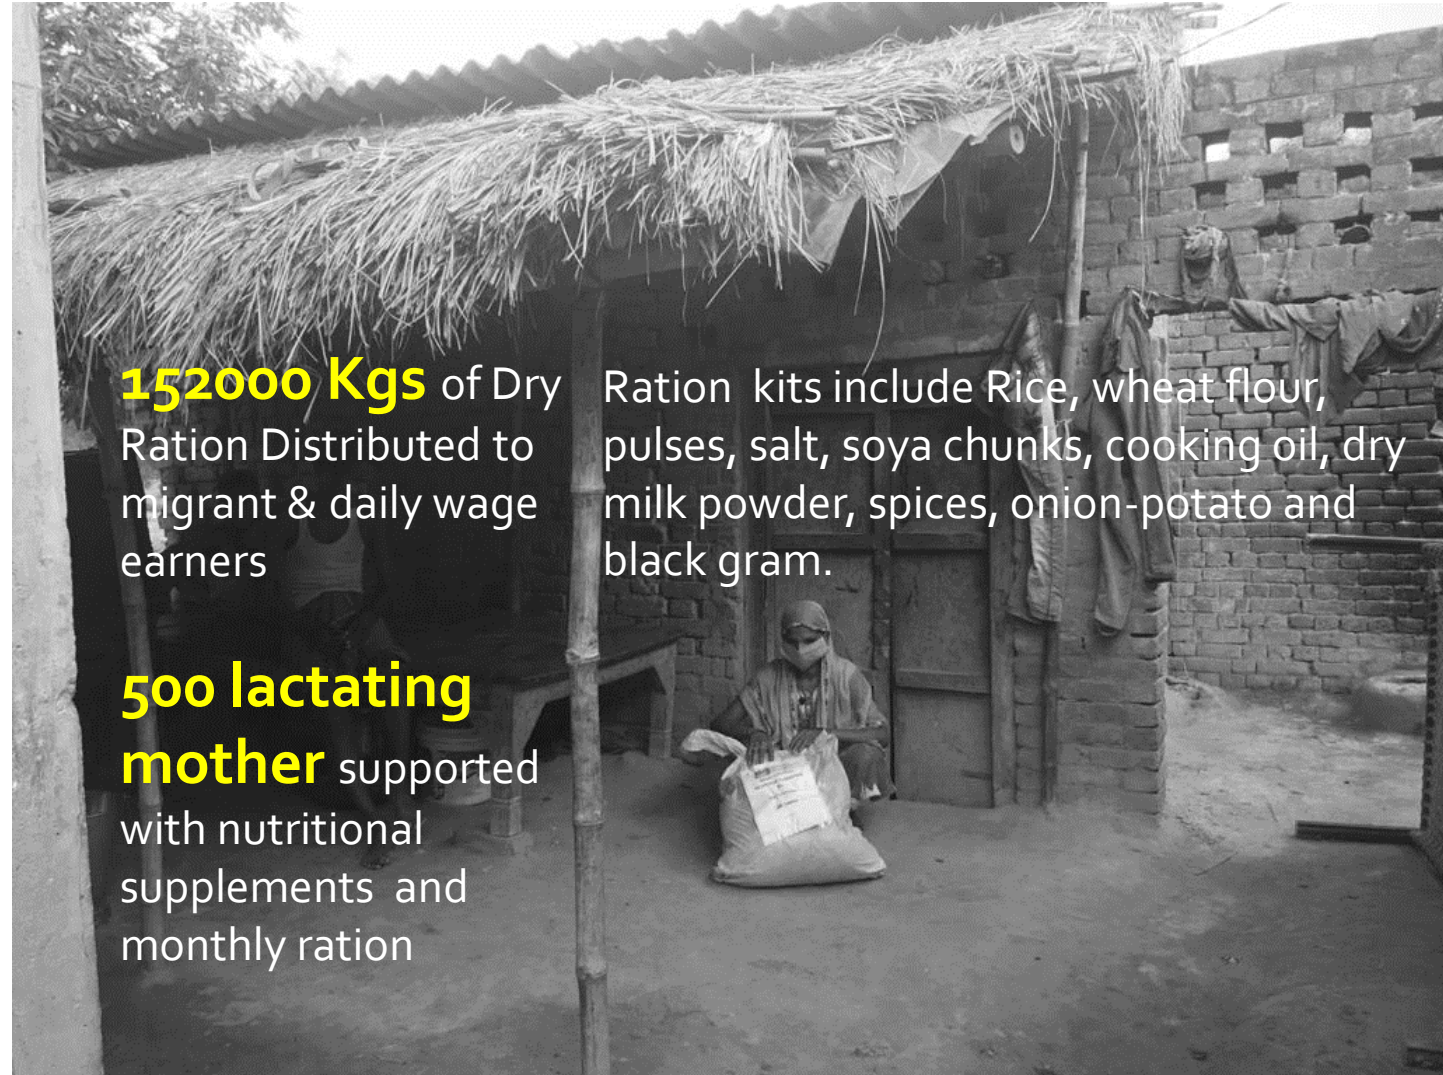 152000 Kgs of Dry
Ration Distributed to
migrant & daily wage
earners
500 lactating
mother supported
with nutritional
supplements  and
monthly ration
Ration  kits include Rice, wheat flour,
pulses, salt, soya chunks, cooking oil, dry
milk powder, spices, onion-potato and
black gram.